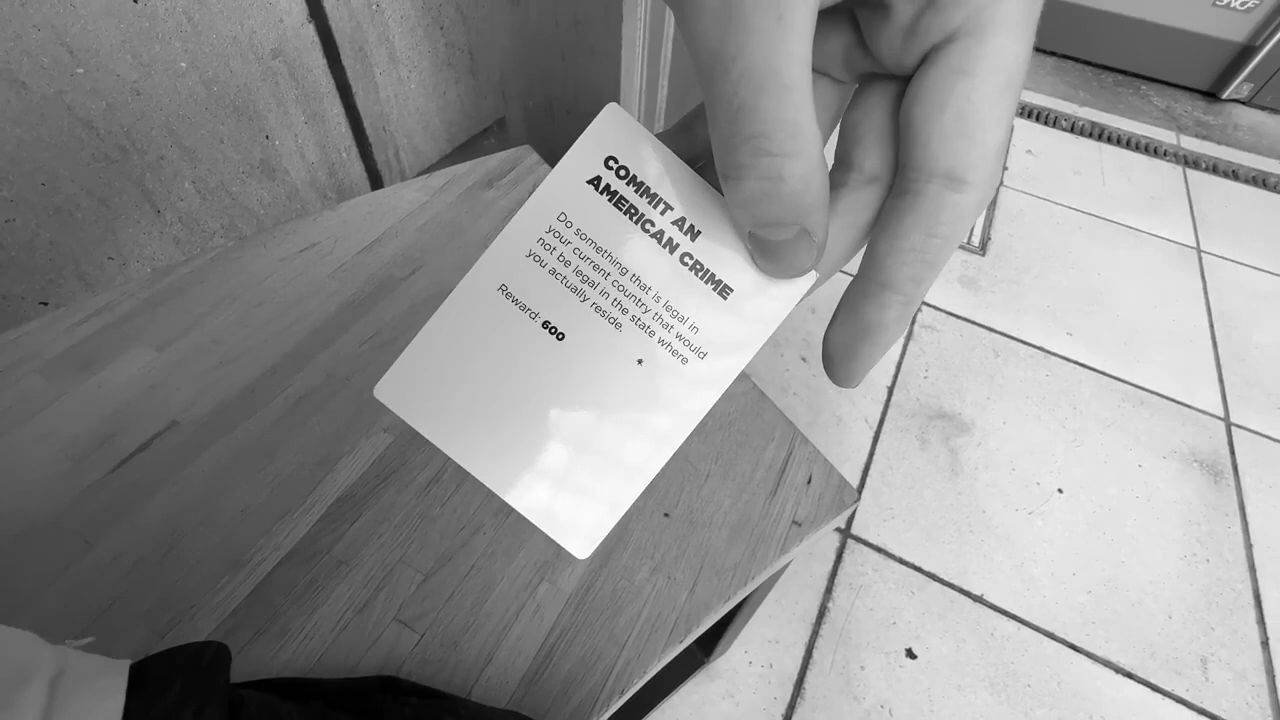 COMMIT AN
AMERICAN CRIME
Do something that is legal in
your current country that would
not be legal in the state where
you actually reside.
Reward: 600
SNCF